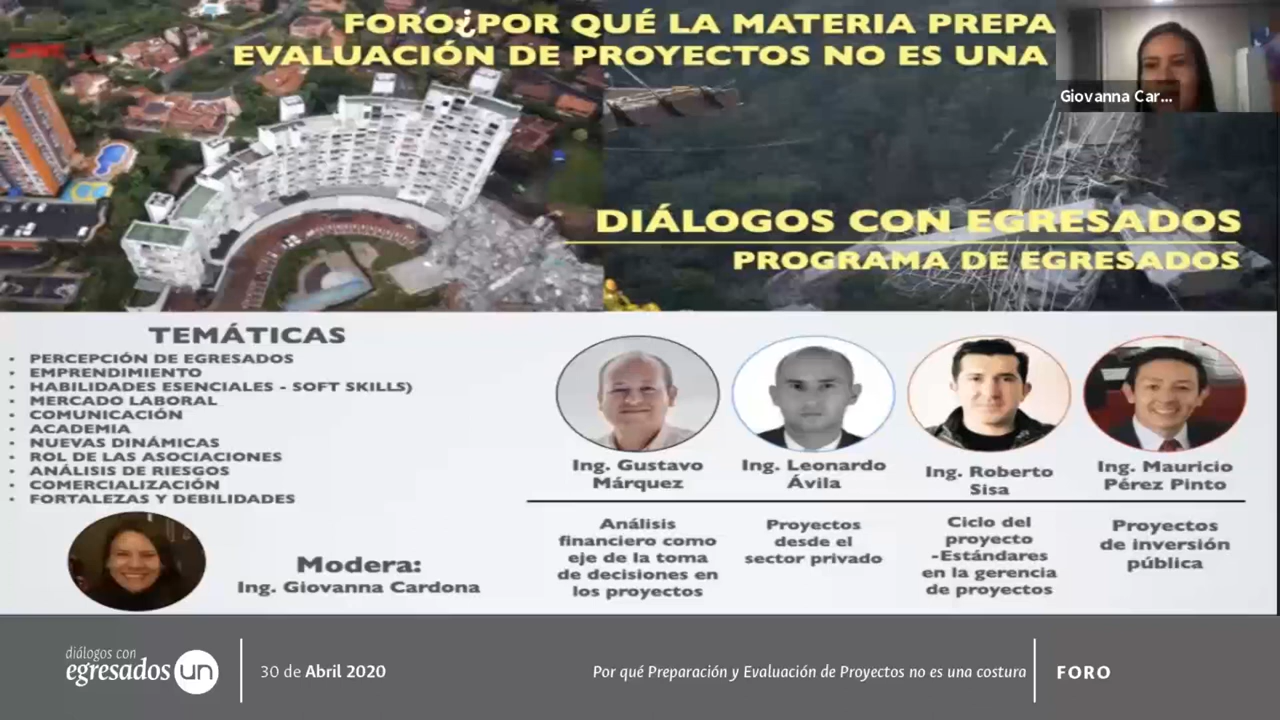 FORO¿POR QUÉ LA MATERIA PREPA
EVALUACIÓN DE PROYECTOS NO ES UNA
Giovanna Car...
DIÁLOGOS CON EGRESADOS
PROGRAMA DE EGRESADOS
TEMÁTICAS
• PERCEPCIÓN DE EGRESADOS
• EMPRENDIMIENTO
• HABILIDADES ESENCIALES - SOFT SKILLS)
• MERCADO LABORAL
• COMUNICACIÓN
• ACADEMIA
• NUEVAS DINÁMICAS
• ROL DE LAS ASOCIACIONES
• ANÁLISIS DE RIESGOS
• COMERCIALIZACIÓN
• FORTALEZAS Y DEBILIDADES
Modera:
Ing. Giovanna Cardona
Ing. Gustavo
Márquez
Análisis
financiero como
eje de la toma
de decisiones en
los proyectos
Ing. Leonardo
Ávila
Proyectos
desde el
sector privado
Ing. Roberto
Sisa
Ciclo del
proyecto
-Estándares
en la gerencia
de proyectos
Ing. Mauricio
Pérez Pinto
Proyectos
de inversión
pública
diálogos con
egresados un
30 de Abril 2020
Por qué Preparación y Evaluación de Proyectos no es una costura
FORO